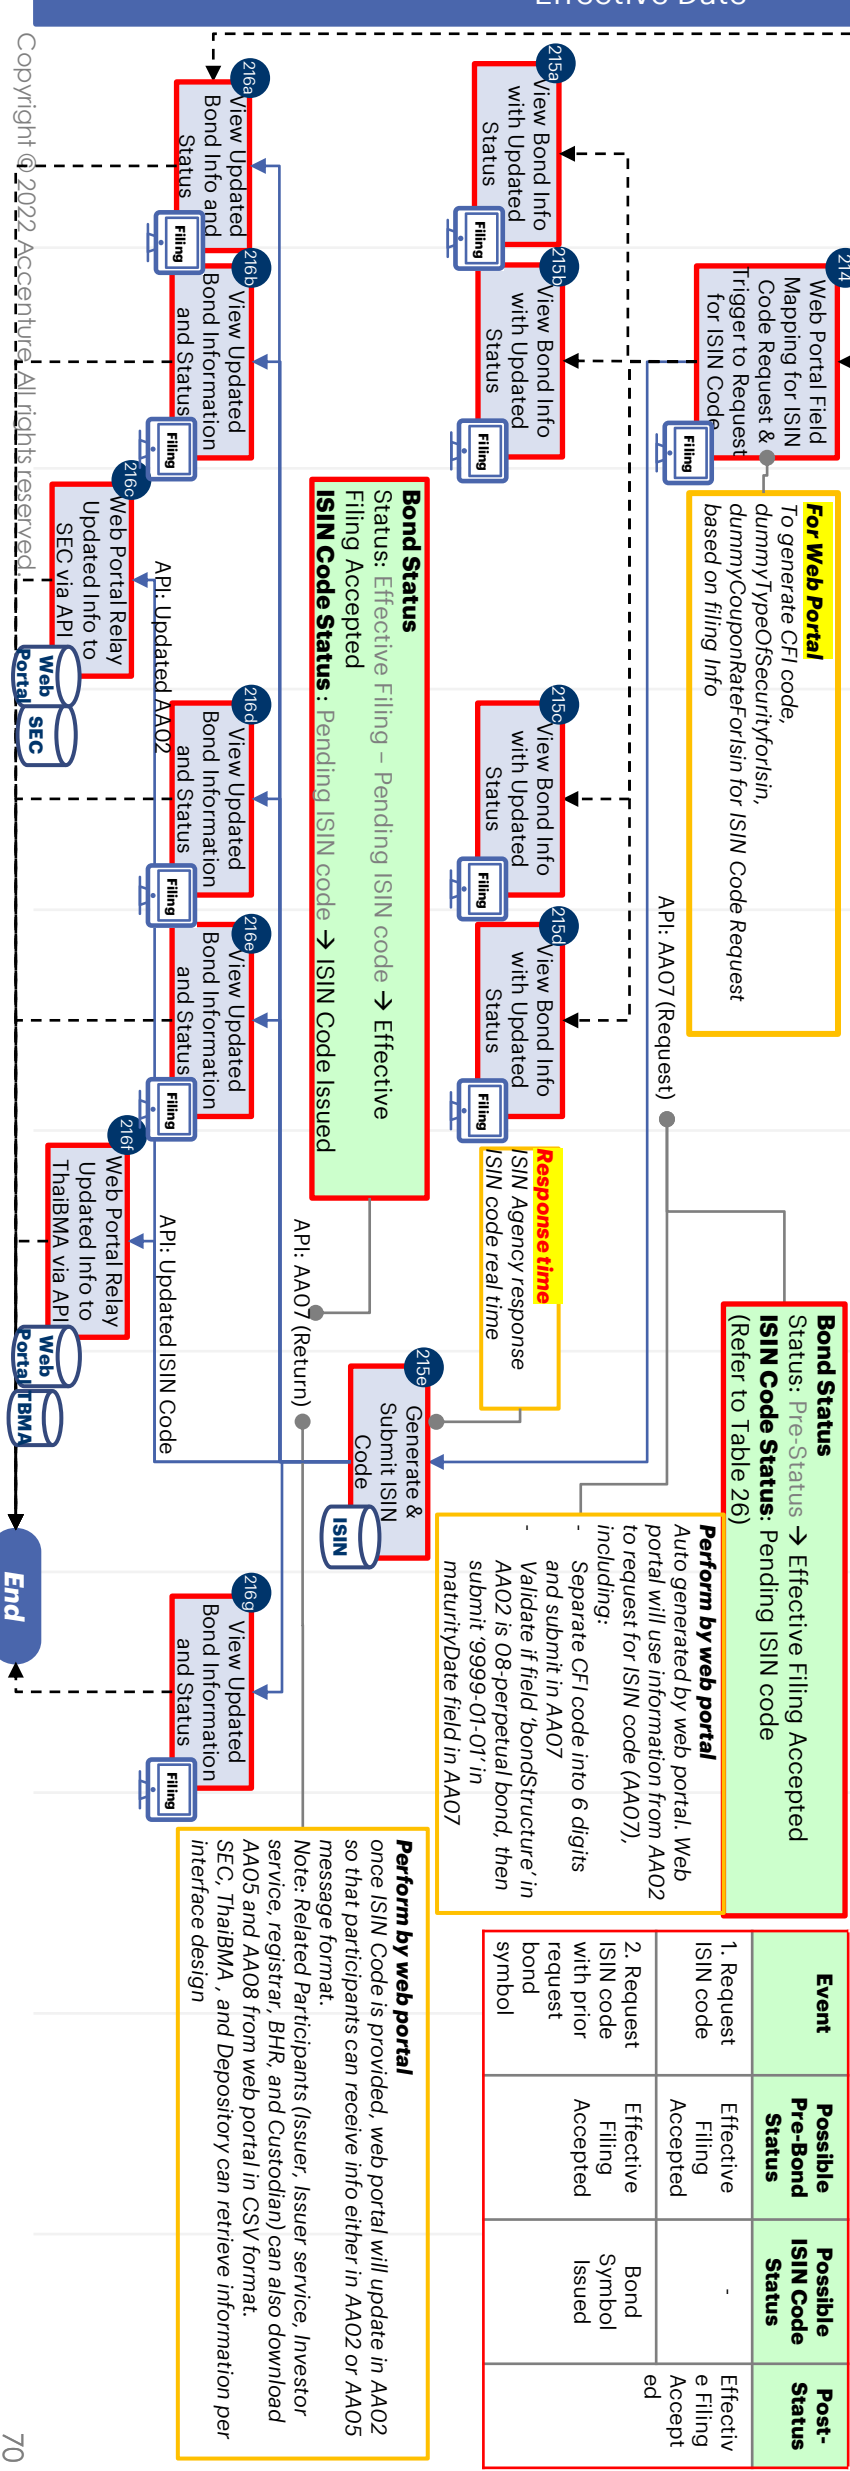 Effective Date
214
Web Portal Field
Mapping for ISIN
Code Request &
Trigger to Request
for ISIN Code
Filing
For Web Portal
To generate CFI code,
dummyTypeOfSecurityforIsin,
dummyCouponRateForIsin for ISIN Code Request
based on filing Info
API: AA07 (Request)
Bond Status
Status: Pre-Status → Effective Filing Accepted
ISIN Code Status: Pending ISIN code
(Refer to Table 26)
Event
Possible
Pre-Bond
Status
Possible
ISIN Code
Status
Post-
Status
1. Request
ISIN code
Effective
Filing
Accepted
-
Effectiv
e Filing
Accept
ed
2. Request
ISIN code
with prior
request
bond
symbol
Effective
Filing
Accepted
Bond
Symbol
Issued
Perform by web portal
Auto generated by web portal. Web
portal will use information from AA02
to request for ISIN code (AA07),
including:
- Separate CFI code into 6 digits
and submit in AA07
- Validate if field 'bondStructure' in
AA02 is 08-perpetual bond, then
submit '9999-01-01' in
maturityDate field in AA07
215a
View Bond Info
with Updated
Status
Filing
215b
View Bond Info
with Updated
Status
Filing
215c
View Bond Info
with Updated
Status
Filing
215d
View Bond Info
with Updated
Status
Filing
Response time
ISIN Agency response
ISIN code real time
215e
Generate &
Submit ISIN
Code
ISIN
Bond Status
Status: Effective Filing – Pending ISIN code → Effective
Filing Accepted
ISIN Code Status: Pending ISIN code → ISIN Code Issued
API: AA07 (Return)
Perform by web portal
once ISIN Code is provided, web portal will update in AA02
so that participants can receive info either in AA02 or AA05
message format.
Note: Related Participants (Issuer, Issuer service, Investor
service, registrar, BHR, and Custodian) can also download
AA05 and AA08 from web portal in CSV format.
SEC, ThaiBMA , and Depository can retrieve information per
interface design
216a
View Updated
Bond Info and
Status
Filing
216b
View Updated
Bond Information
and Status
Filing
216c
Web Portal Relay
Updated Info to
SEC via API
Web
Portal
SEC
API: Updated AA02
216d
View Updated
Bond Information
and Status
Filing
216e
View Updated
Bond Information
and Status
Filing
216f
Web Portal Relay
Updated Info to
ThaiBMA via API
Web
Portal
TBMA
API: Updated ISIN Code
216g
View Updated
Bond Information
and Status
Filing
End
Copyright © 2022 Accenture. All rights reserved.
70